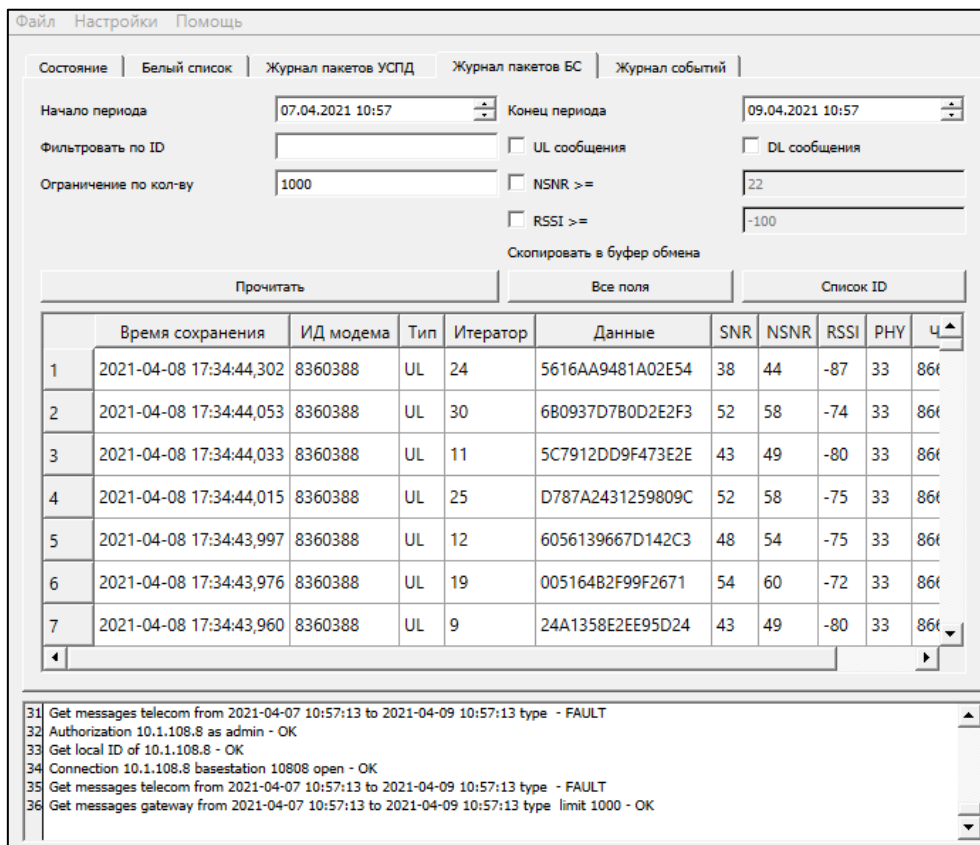 Файл Настройки Помощь
Состояние Белый список Журнал пакетов УСПД Журнал пакетов БС Журнал событий
Начало периода 07.04.2021 10:57 Конец периода 09.04.2021 10:57
Фильтровать по ID UL сообщения DL сообщения
Ограничение по кол-ву 1000 NSNR >= 22
RSSI >= -100
Скопировать в буфер обмена
Прочитать Все поля Список ID
Время сохранения ИД модема Тип Итератор Данные SNR NSNR RSSI PHY Ч
1 2021-04-08 17:34:44,302 8360388 UL 24 5616AA9481A02E54 38 44 -87 33 866
2 2021-04-08 17:34:44,053 8360388 UL 30 6B0937D7B0D2E2F3 52 58 -74 33 866
3 2021-04-08 17:34:44,033 8360388 UL 11 5C7912DD9F473E2E 43 49 -80 33 866
4 2021-04-08 17:34:44,015 8360388 UL 25 D787A2431259809C 52 58 -75 33 866
5 2021-04-08 17:34:43,997 8360388 UL 12 6056139667D142C3 48 54 -75 33 866
6 2021-04-08 17:34:43,976 8360388 UL 19 005164B2F99F2671 54 60 -72 33 866
7 2021-04-08 17:34:43,960 8360388 UL 9 24A1358E2EE95D24 43 49 -80 33 866
31 Get messages telecom from 2021-04-07 10:57:13 to 2021-04-09 10:57:13 type - FAULT
32 Authorization 10.1.108.8 as admin - OK
33 Get local ID of 10.1.108.8 - OK
34 Connection 10.1.108.8 basestation 10808 open - OK
35 Get messages telecom from 2021-04-07 10:57:13 to 2021-04-09 10:57:13 type - FAULT
36 Get messages gateway from 2021-04-07 10:57:13 to 2021-04-09 10:57:13 type limit 1000 - OK